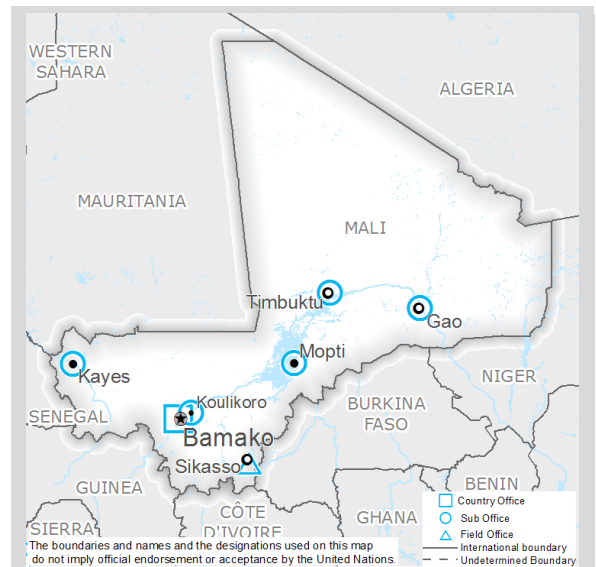 WESTERN
SAHARA
ALGERIA
MAURITANIA
MALI
Timbuktu
Gao
Mopti
Kayes
NIGER
Koulikoro
BURKINA
FASO
SENEGAL
Bamako
Sikasso
GUINEA
BENIN
Country Office
CÔTE
D'IVOIRE
GHANA
Sub Office
SIERRA
Field Office
International boundary
Undetermined Boundary
The boundaries and names and the designations used on this map
do not imply official endorsement or acceptance by the United Nations.